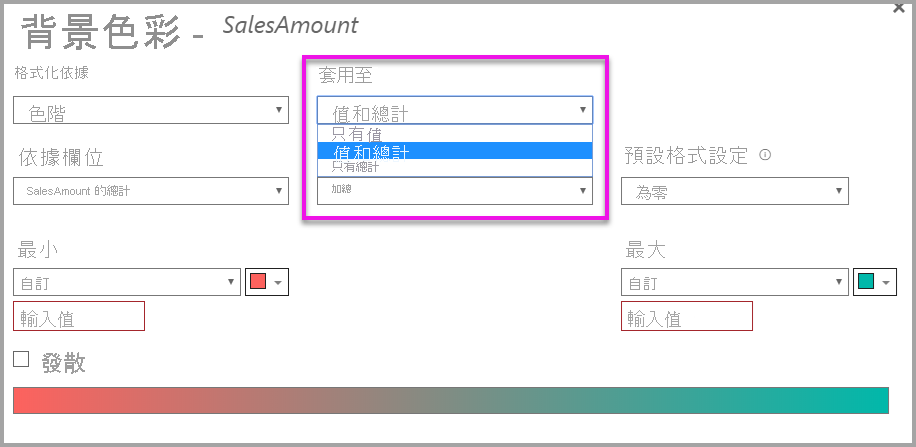 背景色彩 - SalesAmount
格式化依據
套用至
色階
值和總計
只有值
值和總計
只有總計
依據欄位
預設格式設定
SalesAmount 的總計
加總
為零
最小
最大
自訂
自訂
輸入值
輸入值
發散